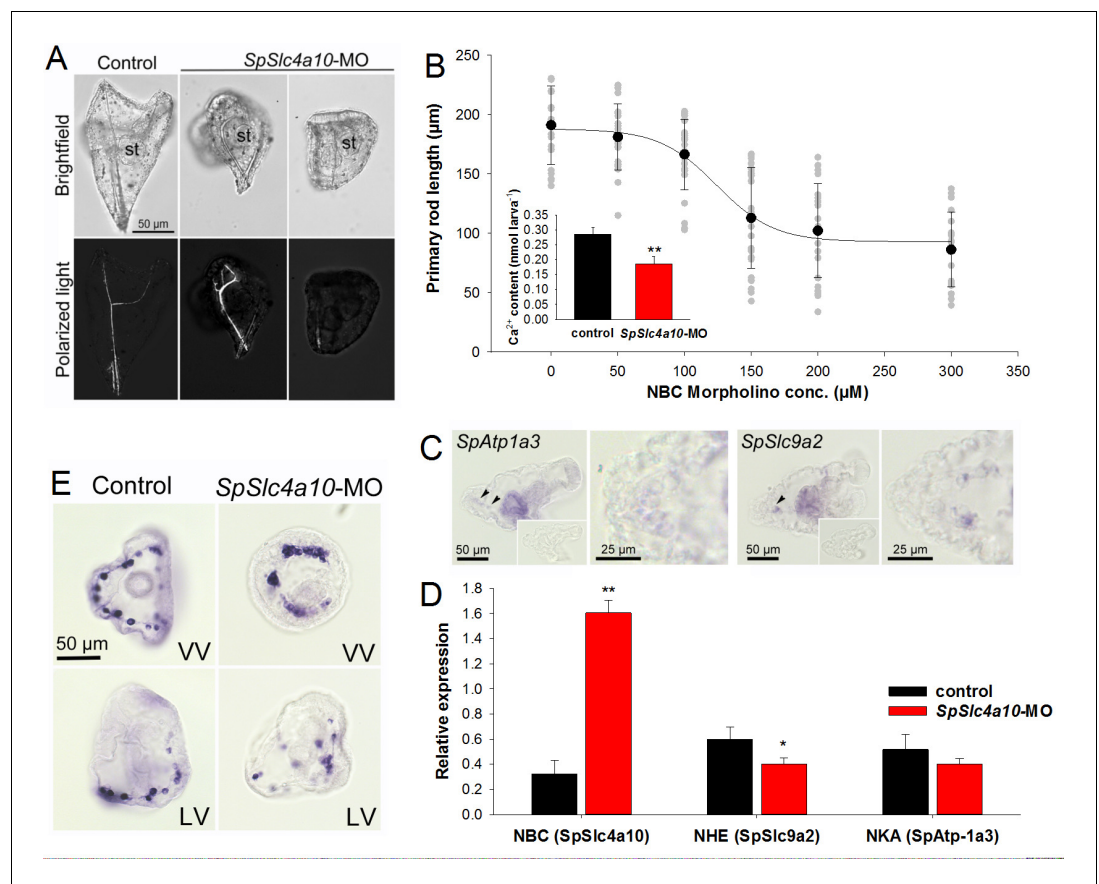 A
Control
SpSlc4a10-MO
Brightfield
st
st
st
50 µm
Polarized light
B
Primary rod length (µm)
250
200
150
100
50
0
0 50 100 150 200 250 300 350
NBC Morpholino conc. (µM)
Ca2+ content (nmol larva-1)
0.35
0.30
0.25
0.20
0.15
0.10
0.05
0.00
**
control SpSlc4a10-MO
C
SpAtp1a3
50 µm
25 µm
SpSlc9a2
50 µm
25 µm
E
Control
SpSlc4a10-MO
50 µm
VV
VV
LV
LV
D
Relative expression
1.8
1.6
1.4
1.2
1.0
0.8
0.6
0.4
0.2
0.0
**
*
control
SpSlc4a10-MO
NBC (SpSlc4a10) NHE (SpSlc9a2) NKA (SpAtp-1a3)